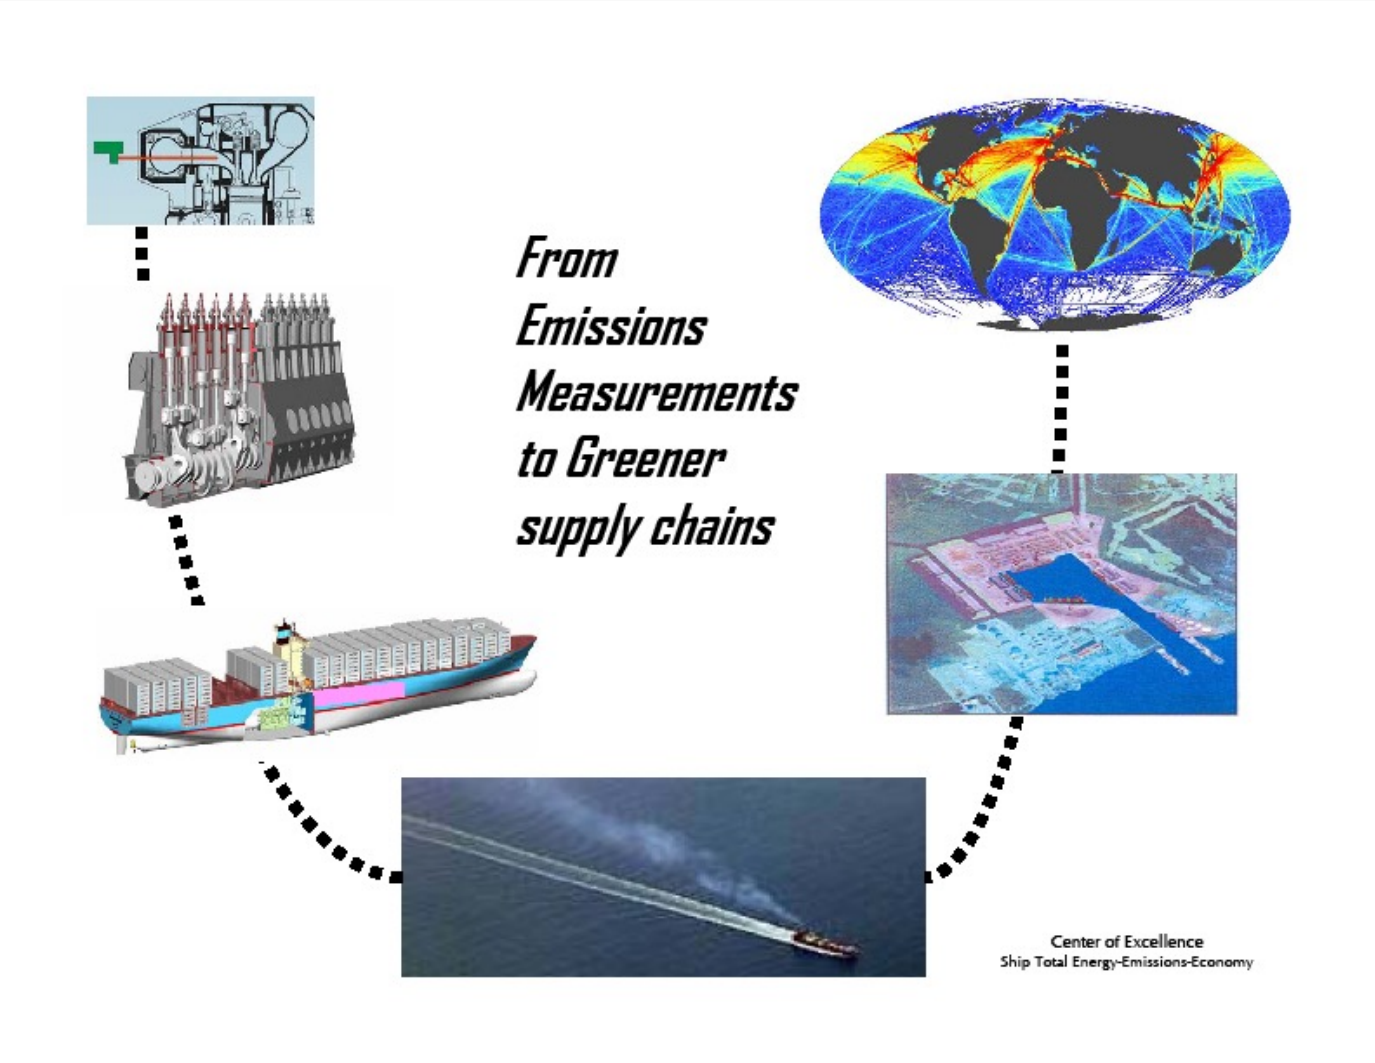 From
Emissions
Measurements
to Greener
supply chains
Center of Excellence
Ship Total Energy-Emissions-Economy